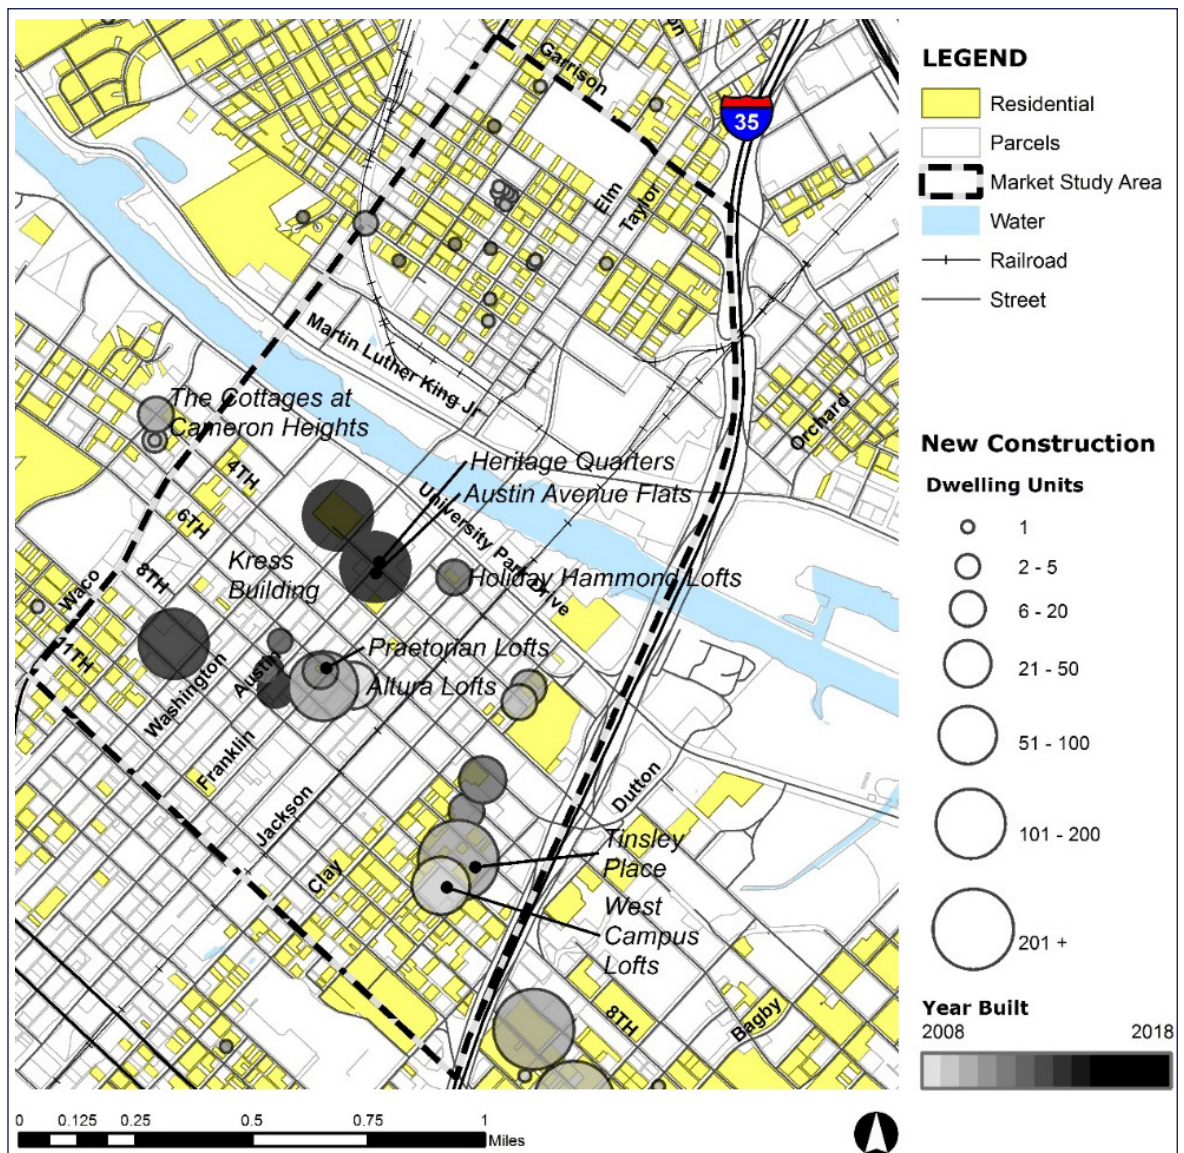 Garrison
on
35
Elm
Taylor
Martin Luther King Jr
Orchard
The Cottages at
Cameron Heights
4TH
6TH
8TH
Heritage Quarters
Austin Avenue Flats
University Parks Drive
Kress
Building
Holiday Hammond Lofts
Waco
11TH
Washington
Austin
Praetorian Lofts
Altura Lofts
Franklin
Jackson
Clay
Dutton
Tinsley
Place
West
Campus
Lofts
8TH
Bagby
LEGEND
Residential
Parcels
Market Study Area
Water
Railroad
Street
New Construction
Dwelling Units
1
2 - 5
6 - 20
21 - 50
51 - 100
101 - 200
201 +
Year Built
2008 2018
0 0.125 0.25 0.5 0.75 1
Miles